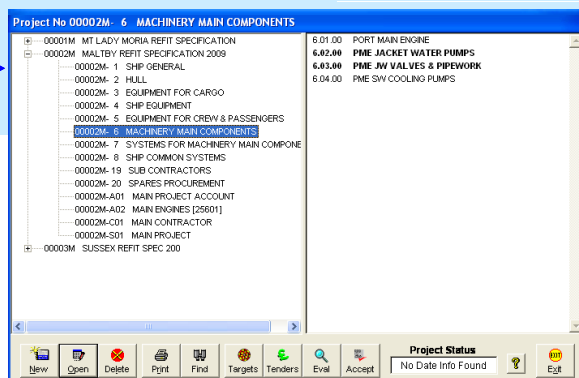 Project No 00002M- 6 MACHINERY MAIN COMPONENTS
00001M MT LADY MORIA REFIT SPECIFICATION
00002M MALTBY REFIT SPECIFICATION 2009
00002M- 1 SHIP GENERAL
00002M- 2 HULL
00002M- 3 EQUIPMENT FOR CARGO
00002M- 4 SHIP EQUIPMENT
00002M- 5 EQUIPMENT FOR CREW & PASSENGERS
00002M- 6 MACHINERY MAIN COMPONENTS
00002M- 7 SYSTEMS FOR MACHINERY MAIN COMPONE
00002M- 8 SHIP COMMON SYSTEMS
00002M- 19 SUB CONTRACTORS
00002M- 20 SPARES PROCUREMENT
00002M-A01 MAIN PROJECT ACCOUNT
00002M-A02 MAIN ENGINES [25601]
00002M-C01 MAIN CONTRACTOR
00002M-S01 MAIN PROJECT
00003M SUSSEX REFIT SPEC 200
6.01.00 PORT MAIN ENGINE
6.02.00 PME JACKET WATER PUMPS
6.03.00 PME JW VALVES & PIPEWORK
6.04.00 PME SW COOLING PUMPS
New Open Delete Print Find Targets Tenders Eval Accept
Project Status
No Date Info Found
?
EXIT
Exit